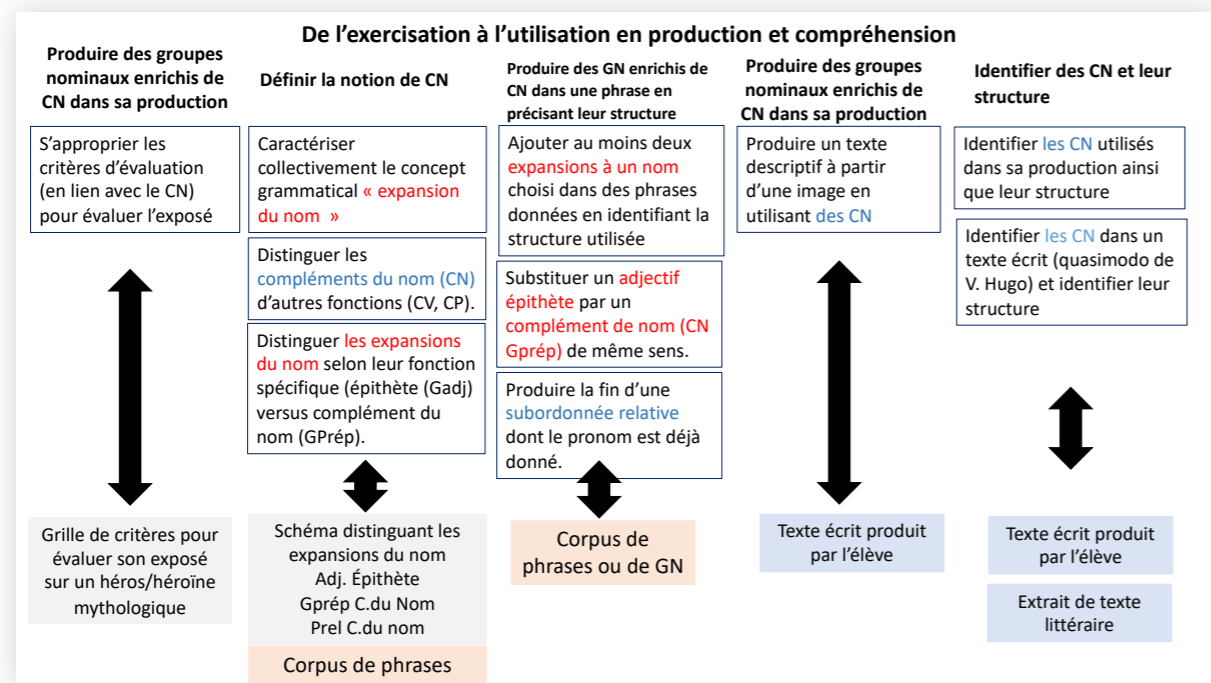 De l’exercisation à l’utilisation en production et compréhension
Produire des groupes
nominaux enrichis de
CN dans sa production
S’approprier les
critères d’évaluation
(en lien avec le CN)
pour évaluer l’exposé
Grille de critères pour
évaluer son exposé
sur un héros/héroïne
mythologique
Définir la notion de CN
Caractériser
collectivement le concept
grammatical « expansion
du nom »
Distinguer les
compléments du nom (CN)
d’autres fonctions (CV, CP).
Distinguer les expansions
du nom selon leur fonction
spécifique (épithète (Gadj)
versus complément du
nom (GPrép).
Schéma distinguant les
expansions du nom
Adj. Épithète
Gprép C.du Nom
Prel C.du nom
Corpus de phrases
Produire des GN enrichis de
CN dans une phrase en
précisant leur structure
Ajouter au moins deux
expansions à un nom
choisi dans des phrases
données en identifiant la
structure utilisée
Substituer un adjectif
épithète par un
complément de nom (CN
Gprép) de même sens.
Produire la fin d’une
subordonnée relative
dont le pronom est déjà
donné.
Corpus de
phrases ou de GN
Produire des groupes
nominaux enrichis de
CN dans sa production
Produire un texte
descriptif à partir
d’une image en
utilisant des CN
Texte écrit produit
par l’élève
Identifier des CN et leur
structure
Identifier les CN utilisés
dans sa production ainsi
que leur structure
Identifier les CN dans un
texte écrit (quasimodo de
V. Hugo) et identifier leur
structure
Texte écrit produit
par l’élève
Extrait de texte
littéraire